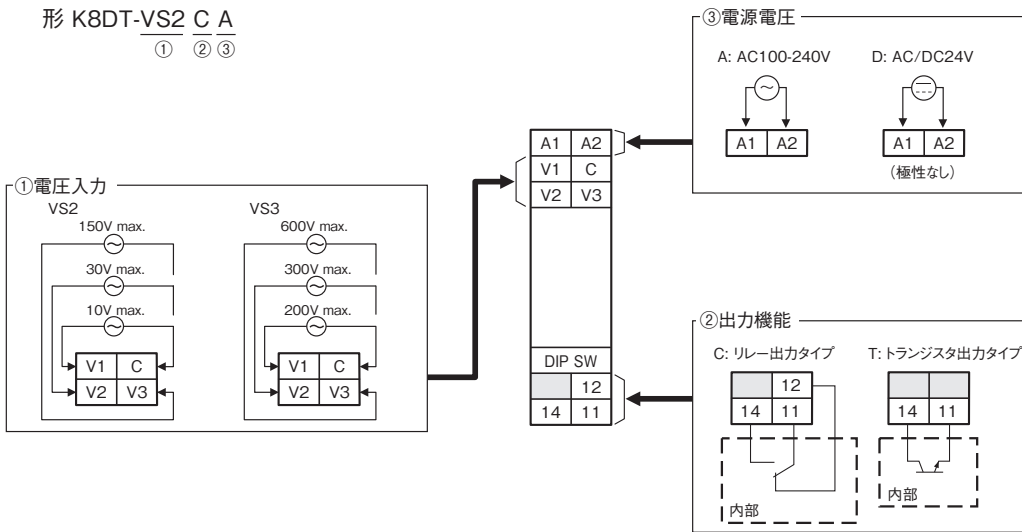 形 K8DT-VS2 C A
① ② ③
③電源電圧
A: AC100-240V D: AC/DC24V
A1 A2 A1 A2
(極性なし)
A1 A2
V1 C
V2 V3
DIP SW
12
14 11
①電圧入力
VS2 VS3
150V max. 600V max.
30V max. 300V max.
10V max. 200V max.
V1 C V1 C
V2 V3 V2 V3
②出力機能
C: リレー出力タイプ T: トランジスタ出力タイプ
12
14 11 14 11
内部 内部